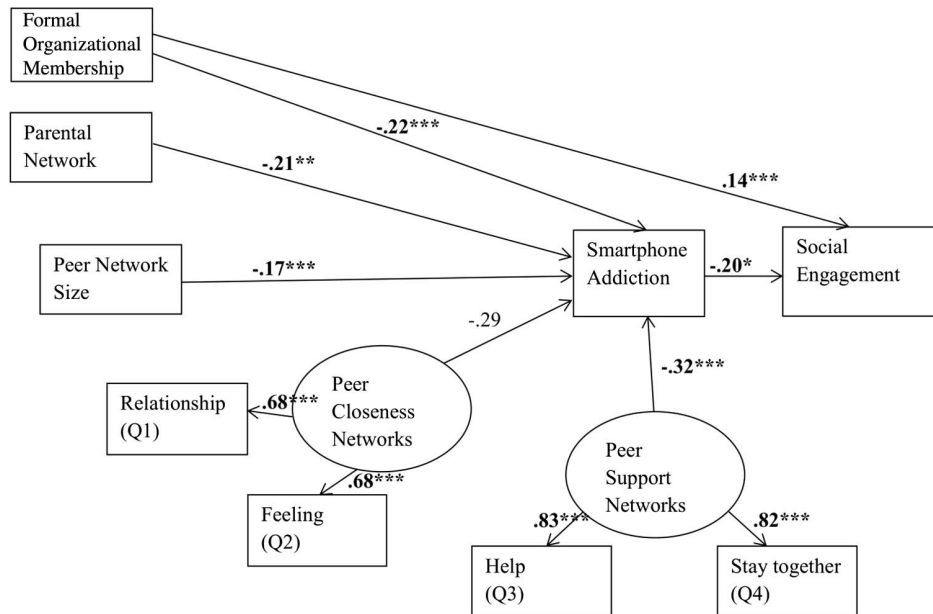 Formal
Organizational
Membership
-.22***
Parental
Network
-.21**
.14***
Peer Network
Size
-.17***
Smartphone
Addiction
-.20*
Social
Engagement
-.29
-.32***
Relationship
(Q1)
.68***
Peer
Closeness
Networks
.68***
Feeling
(Q2)
Peer
Support
Networks
.83***
.82***
Help
(Q3)
Stay together
(Q4)